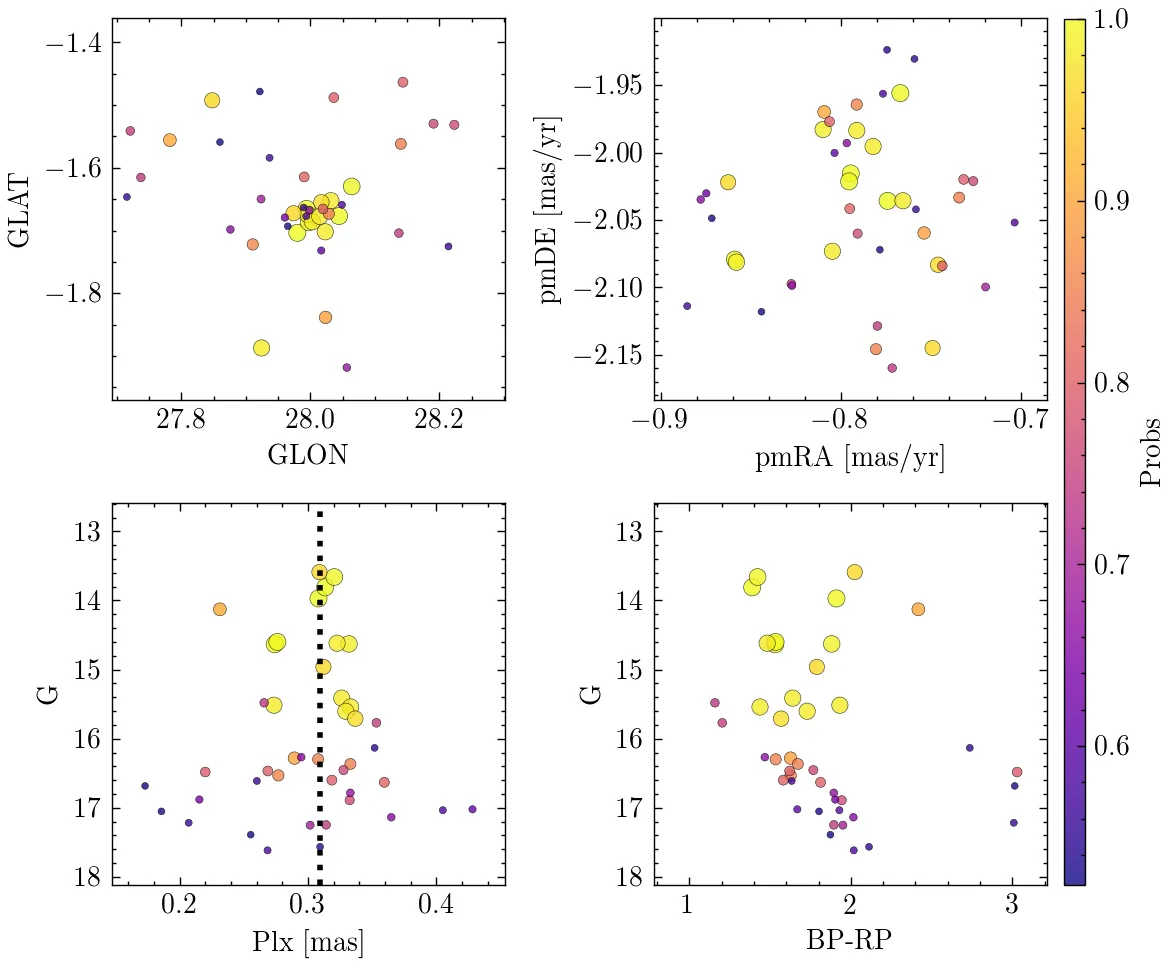 −1.4
−1.6
−1.8
GLAT
27.8 28.0 28.2
GLON
−1.95
−2.00
−2.05
−2.10
−2.15
pmDE [mas/yr]
−0.9 −0.8 −0.7
pmRA [mas/yr]
13
14
15
16
17
18
G
0.2 0.3 0.4
Plx [mas]
13
14
15
16
17
18
G
1 2 3
BP-RP
1.0
0.9
0.8
0.7
0.6
Probs